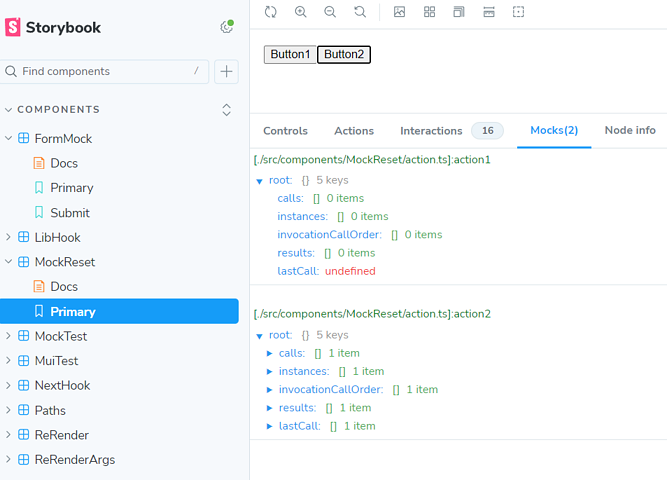 Storybook
Find components /
COMPONENTS
FormMock
Docs
Primary
Submit
LibHook
MockReset
Docs
Primary
MockTest
MuiTest
NextHook
Paths
ReRender
ReRenderArgs
Button1 Button2
Controls Actions Interactions 16 Mocks(2) Node info
[./src/components/MockReset/action.ts]:action1
root: {} 5 keys
calls: [] 0 items
instances: [] 0 items
invocationCallOrder: [] 0 items
results: [] 0 items
lastCall: undefined
[./src/components/MockReset/action.ts]:action2
root: {} 5 keys
calls: [] 1 item
instances: [] 1 item
invocationCallOrder: [] 1 item
results: [] 1 item
lastCall: [] 1 item